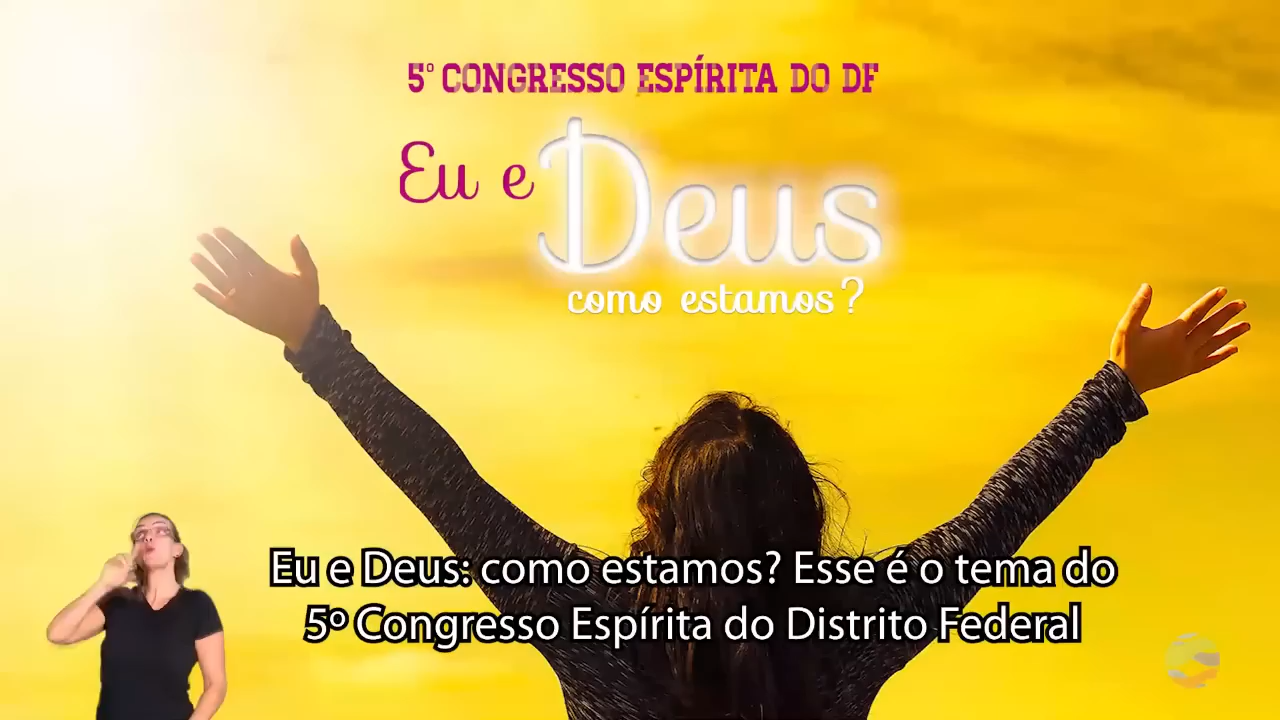 5º CONGRESSO ESPÍRITA DO DF
Eu e Deus
como estamos?
Eu e Deus: como estamos? Esse é o tema do
5º Congresso Espírita do Distrito Federal